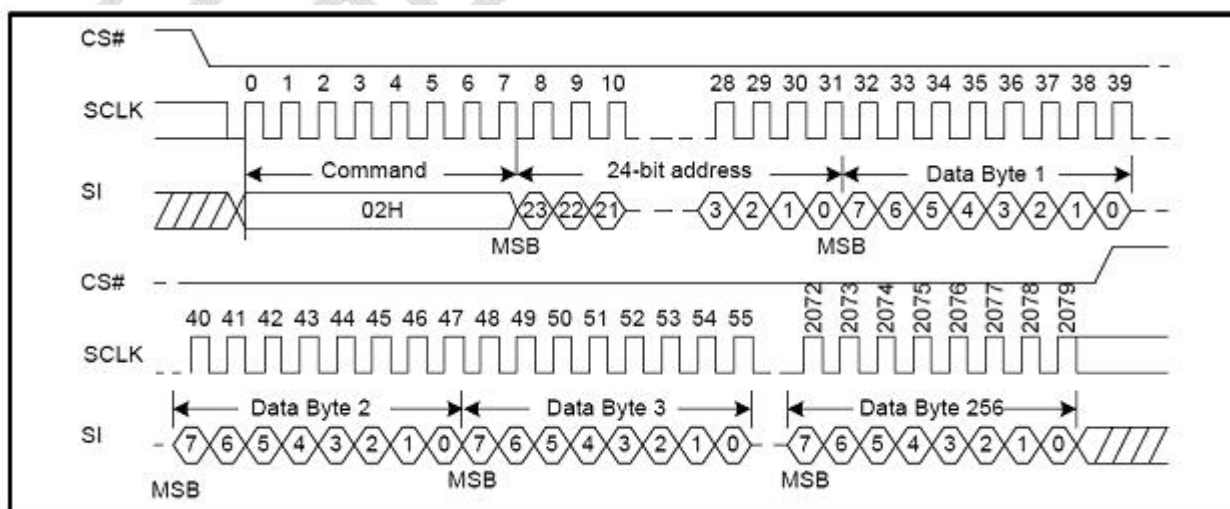 CS#
0 1 2 3 4 5 6 7 8 9 10 28 29 30 31 32 33 34 35 36 37 38 39
SCLK
Command 24-bit address Data Byte 1
SI
02H 23 22 21 3 2 1 0 7 6 5 4 3 2 1 0
MSB MSB
CS#
40 41 42 43 44 45 46 47 48 49 50 51 52 53 54 55 2072 2073 2074 2075 2076 2077 2078 2079
SCLK
Data Byte 2 Data Byte 3 Data Byte 256
SI
7 6 5 4 3 2 1 0 7 6 5 4 3 2 1 0 7 6 5 4 3 2 1 0
MSB MSB MSB